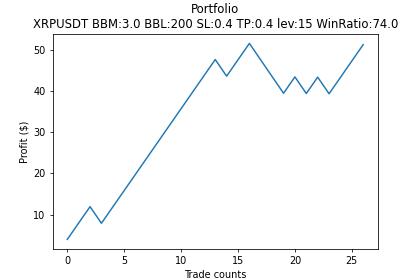 Portfolio
XRPUSDT BBM:3.0 BBL:200 SL:0.4 TP:0.4 lev:15 WinRatio:74.0
50
40
30
20
10
Profit ($)
0
5
10
15
20
25
Trade counts